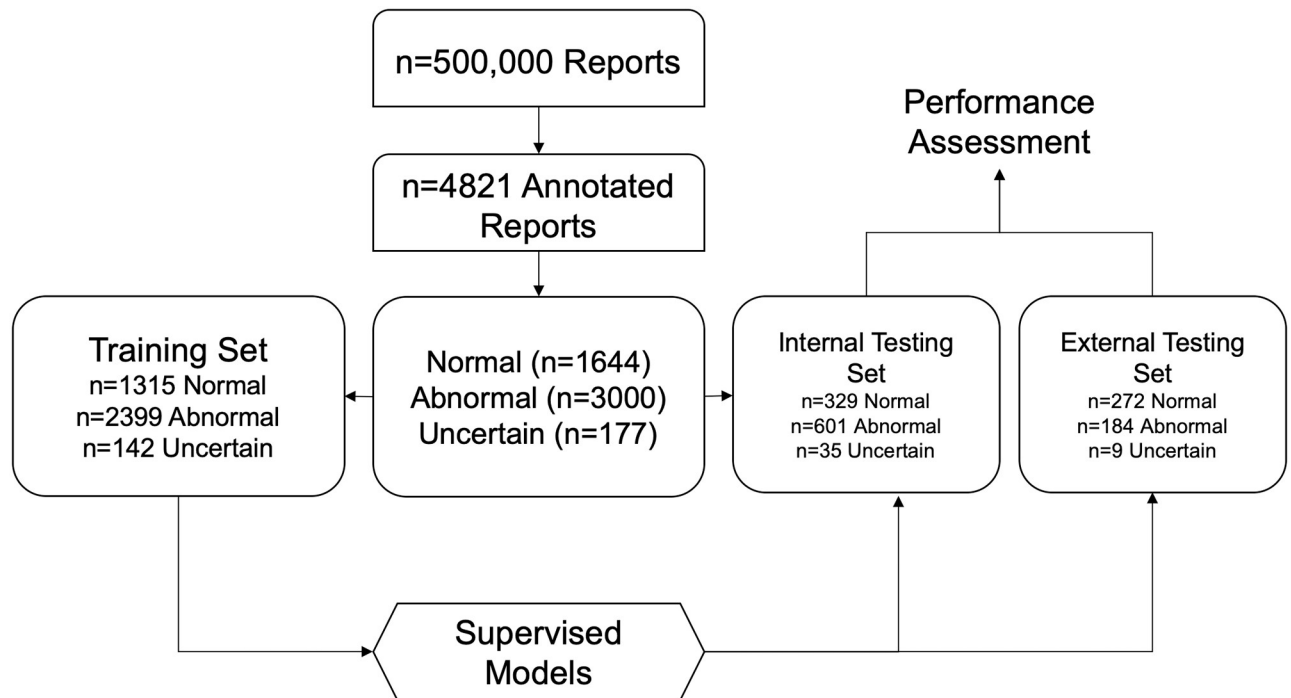 n=500,000 Reports
Performance
Assessment
n=4821 Annotated
Reports
Training Set
n=1315 Normal
n=2399 Abnormal
n=142 Uncertain
Normal (n=1644)
Abnormal (n=3000)
Uncertain (n=177)
Internal Testing
Set
n=329 Normal
n=601 Abnormal
n=35 Uncertain
External Testing
Set
n=272 Normal
n=184 Abnormal
n=9 Uncertain
Supervised
Models